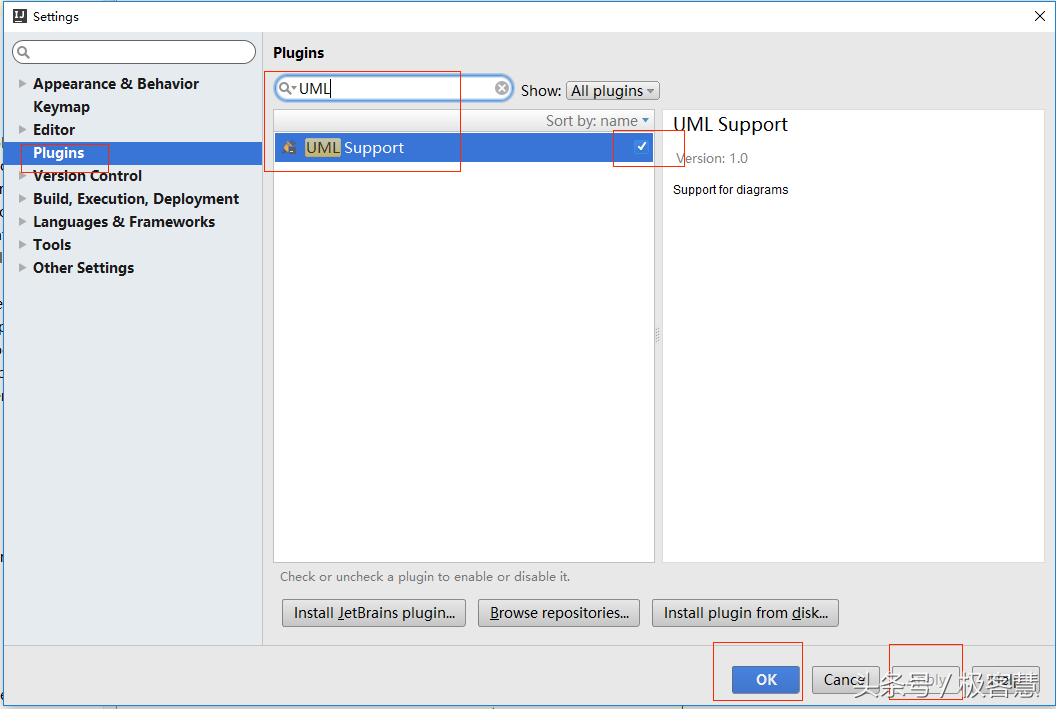 Settings
Plugins
Appearance & Behavior
UML
Show: All plugins
Keymap
Sort by: name
UML Support
Editor
UML Support
Plugins
Version: 1.0
Version Control
Support for diagrams
Build, Execution, Deployment
Languages & Frameworks
Tools
Other Settings
Check or uncheck a plugin to enable or disable it.
Install JetBrains plugin...
Browse repositories...
Install plugin from disk...
OK
Cancel
Apply
Help
头条号 / 极客慧